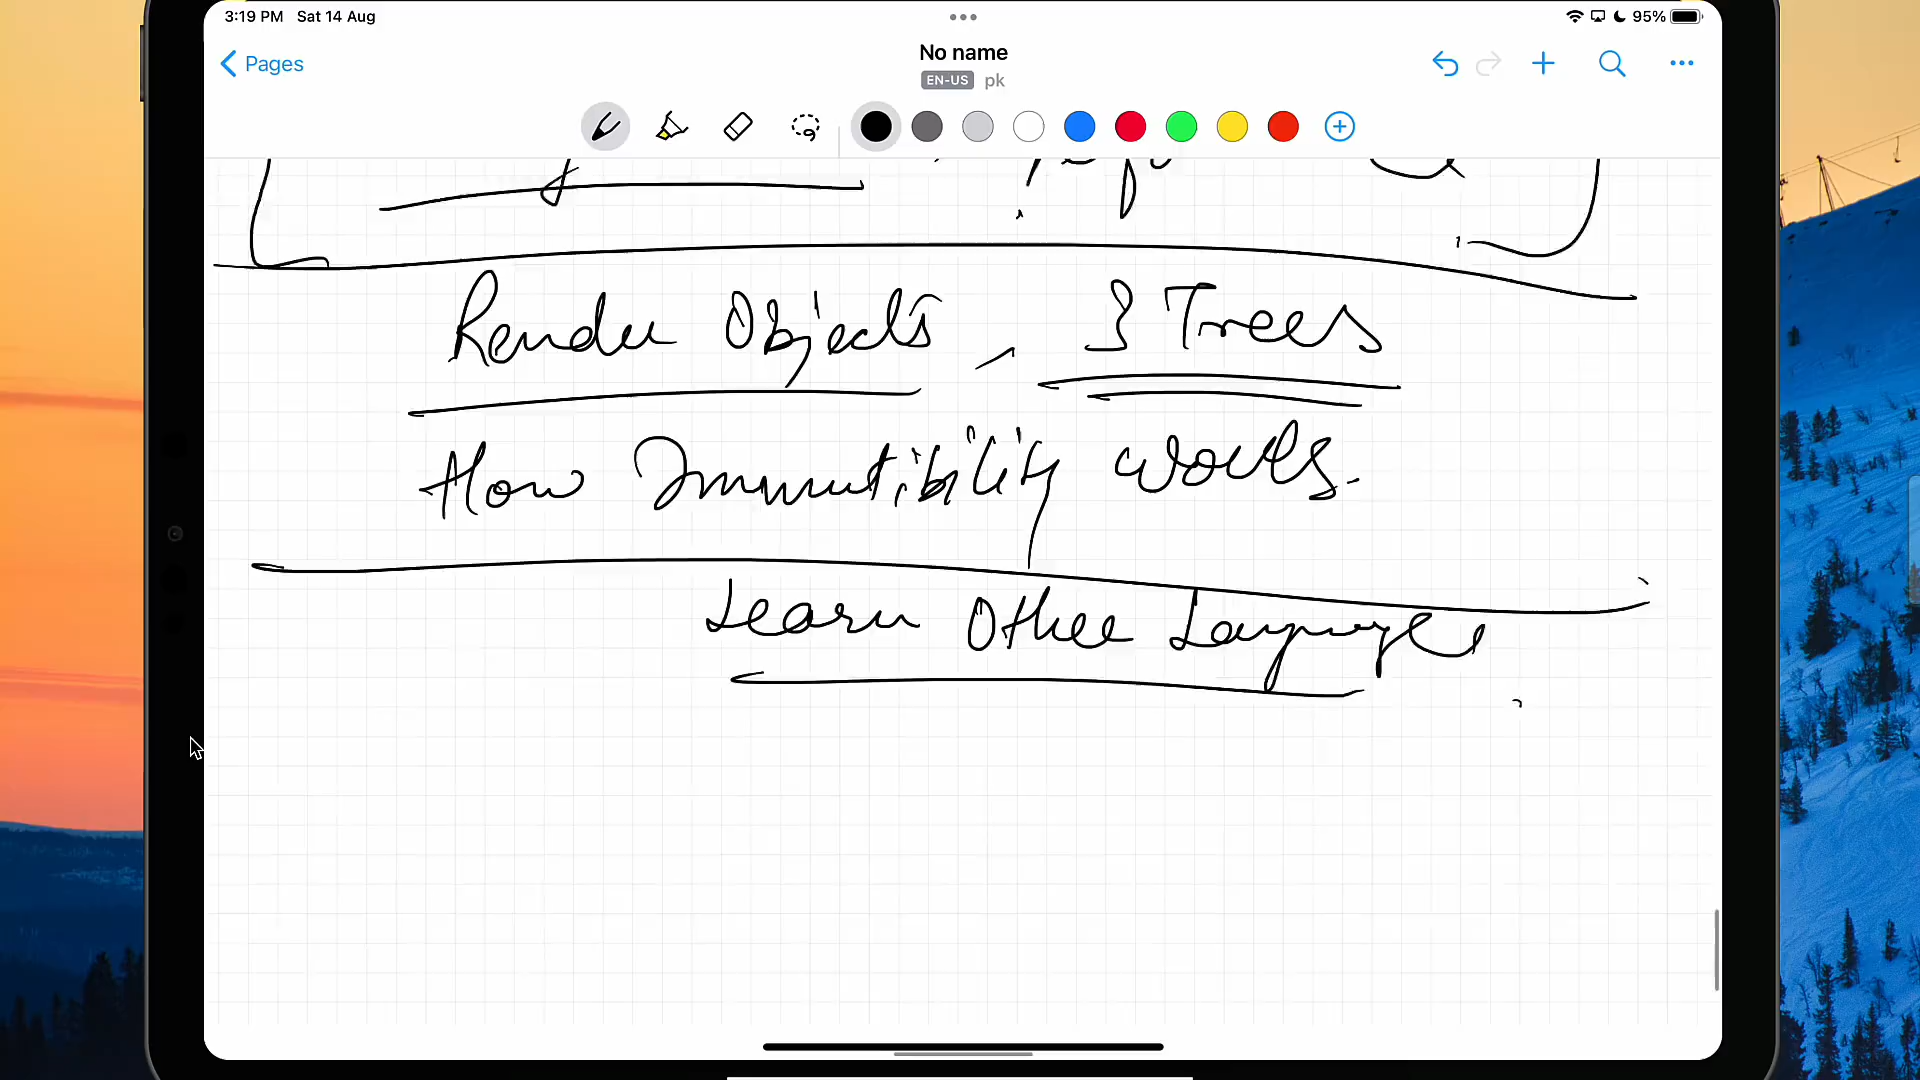 3:19 PM Sat 14 Aug 95%
Pages
No name
EN-US pk
Render Objects, 3 Trees
How Immutibility works.
Learn Other Languages